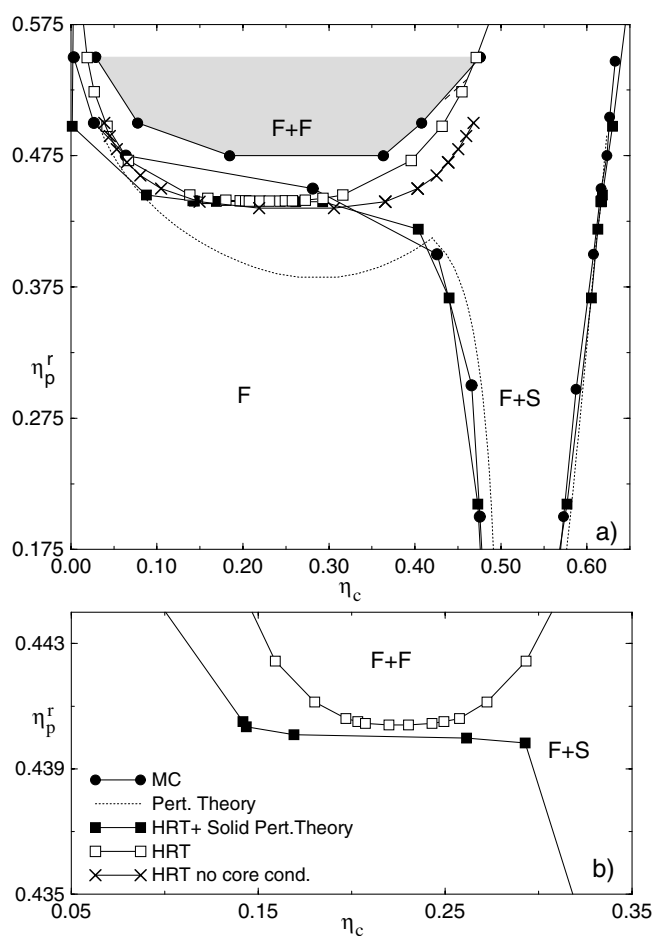 0.575
0.475
0.375
0.275
0.175
η_p^r
F+F
F
F+S
a)
0.00 0.10 0.20 0.30 0.40 0.50 0.60
η_c
0.443
0.439
0.435
η_p^r
F+F
F+S
MC
Pert. Theory
HRT+ Solid Pert.Theory
HRT
HRT no core cond.
b)
0.05 0.15 0.25 0.35
η_c